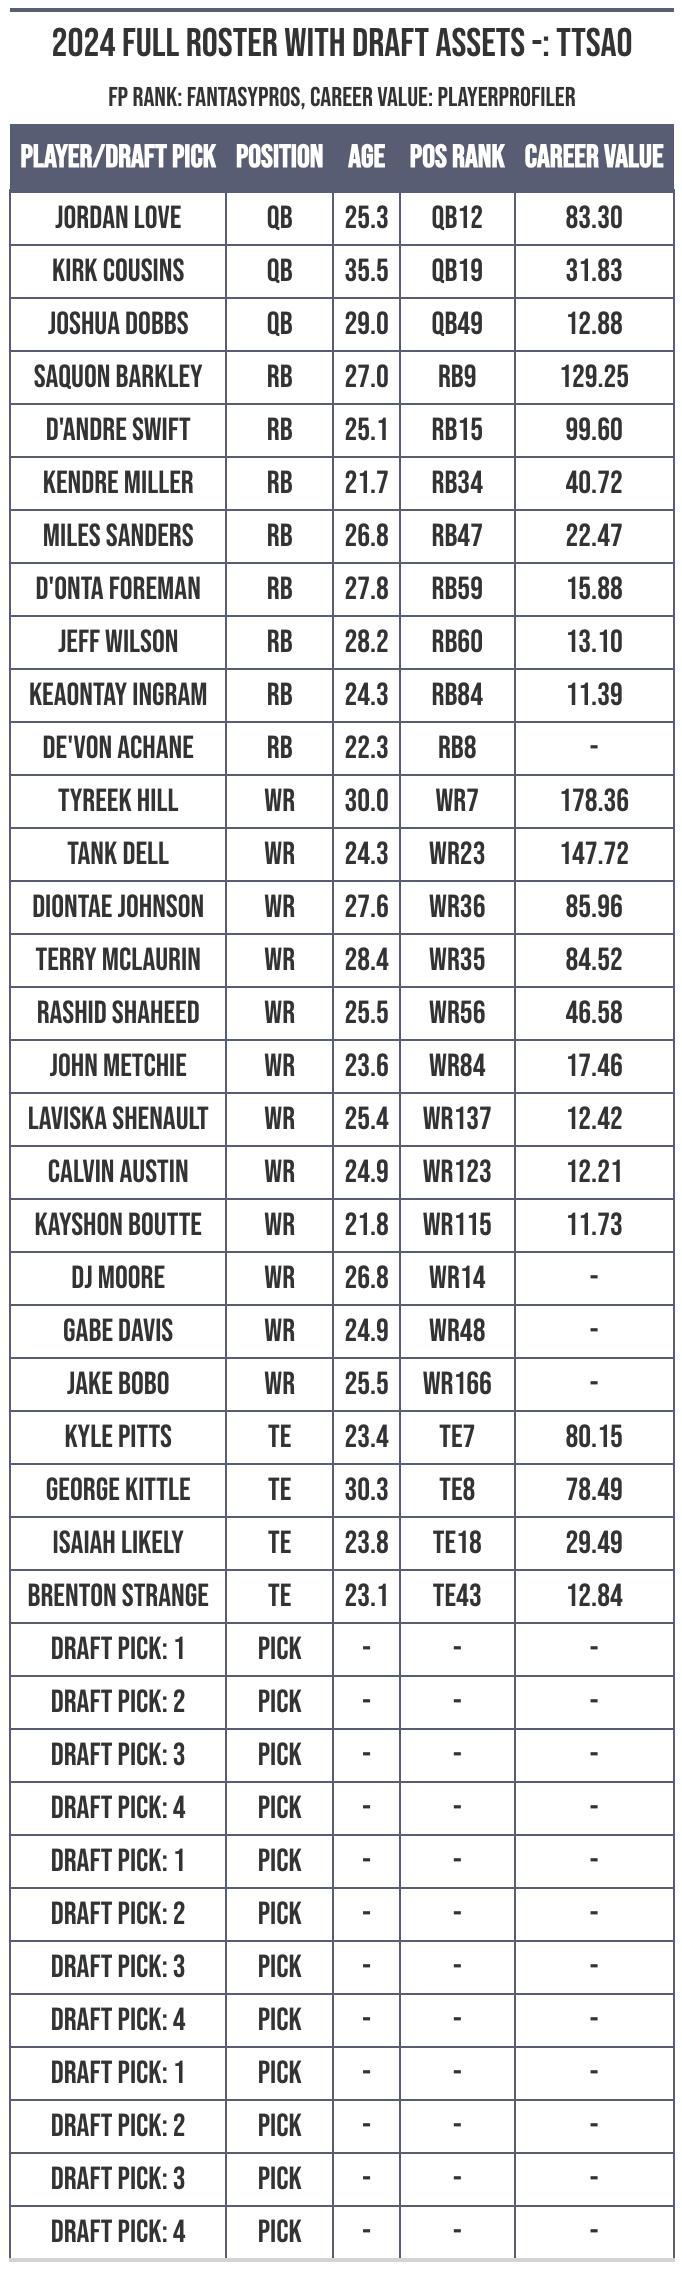 2024 FULL ROSTER WITH DRAFT ASSETS -: TTSAO
FP RANK: FANTASYPROS, CAREER VALUE: PLAYERPROFILER
PLAYER/DRAFT PICK POSITION AGE POS RANK CAREER VALUE
JORDAN LOVE QB 25.3 QB12 83.30
KIRK COUSINS QB 35.5 QB19 31.83
JOSHUA DOBBS QB 29.0 QB49 12.88
SAQUON BARKLEY RB 27.0 RB9 129.25
D'ANDRE SWIFT RB 25.1 RB15 99.60
KENDRE MILLER RB 21.7 RB34 40.72
MILES SANDERS RB 26.8 RB47 22.47
D'ONTA FOREMAN RB 27.8 RB59 15.88
JEFF WILSON RB 28.2 RB60 13.10
KEAONTAY INGRAM RB 24.3 RB84 11.39
DE'VON ACHANE RB 22.3 RB8 -
TYREEK HILL WR 30.0 WR7 178.36
TANK DELL WR 24.3 WR23 147.72
DIONTAE JOHNSON WR 27.6 WR36 85.96
TERRY MCLAURIN WR 28.4 WR35 84.52
RASHID SHAHEED WR 25.5 WR56 46.58
JOHN METCHIE WR 23.6 WR84 17.46
LAVISKA SHENAULT WR 25.4 WR137 12.42
CALVIN AUSTIN WR 24.9 WR123 12.21
KAYSHON BOUTTE WR 21.8 WR115 11.73
DJ MOORE WR 26.8 WR14 -
GABE DAVIS WR 24.9 WR48 -
JAKE BOBO WR 25.5 WR166 -
KYLE PITTS TE 23.4 TE7 80.15
GEORGE KITTLE TE 30.3 TE8 78.49
ISAIAH LIKELY TE 23.8 TE18 29.49
BRENTON STRANGE TE 23.1 TE43 12.84
DRAFT PICK: 1 PICK - - -
DRAFT PICK: 2 PICK - - -
DRAFT PICK: 3 PICK - - -
DRAFT PICK: 4 PICK - - -
DRAFT PICK: 1 PICK - - -
DRAFT PICK: 2 PICK - - -
DRAFT PICK: 3 PICK - - -
DRAFT PICK: 4 PICK - - -
DRAFT PICK: 1 PICK - - -
DRAFT PICK: 2 PICK - - -
DRAFT PICK: 3 PICK - - -
DRAFT PICK: 4 PICK - - -